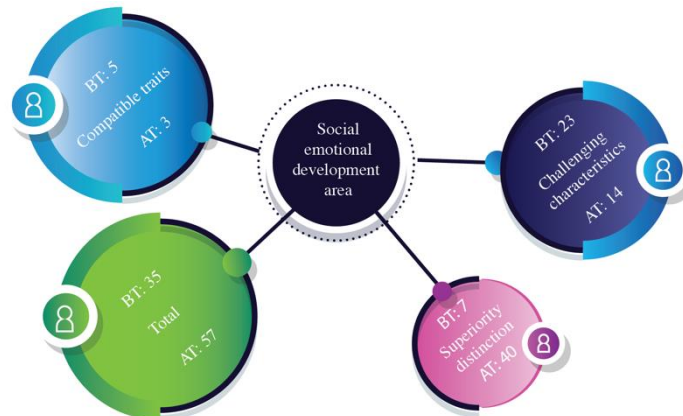 BT: 5
Compatible traits
AT: 3
Social
emotional
development
area
BT: 23
Challenging
characteristics
AT: 14
BT: 35
Total
AT: 57
BT: 7
Superiority
distinction
AT: 40